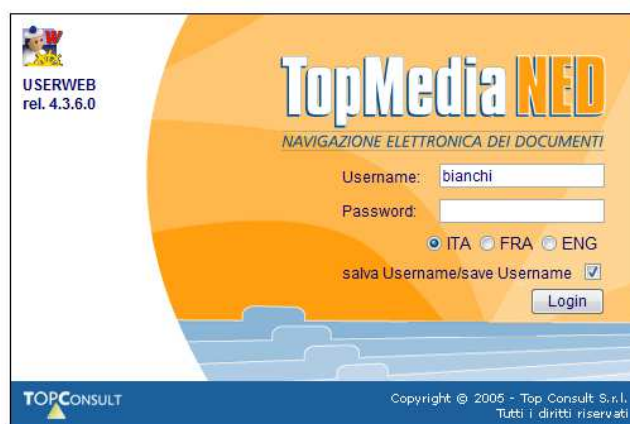 USERWEB
rel. 4.3.6.0
TopMedia NED
NAVIGAZIONE ELETTRONICA DEI DOCUMENTI
Username: bianchi
Password:
ITA FRA ENG
salva Username/save Username
Login
TOPCONSULT
Copyright © 2005 - Top Consult S.r.l.
Tutti i diritti riservati